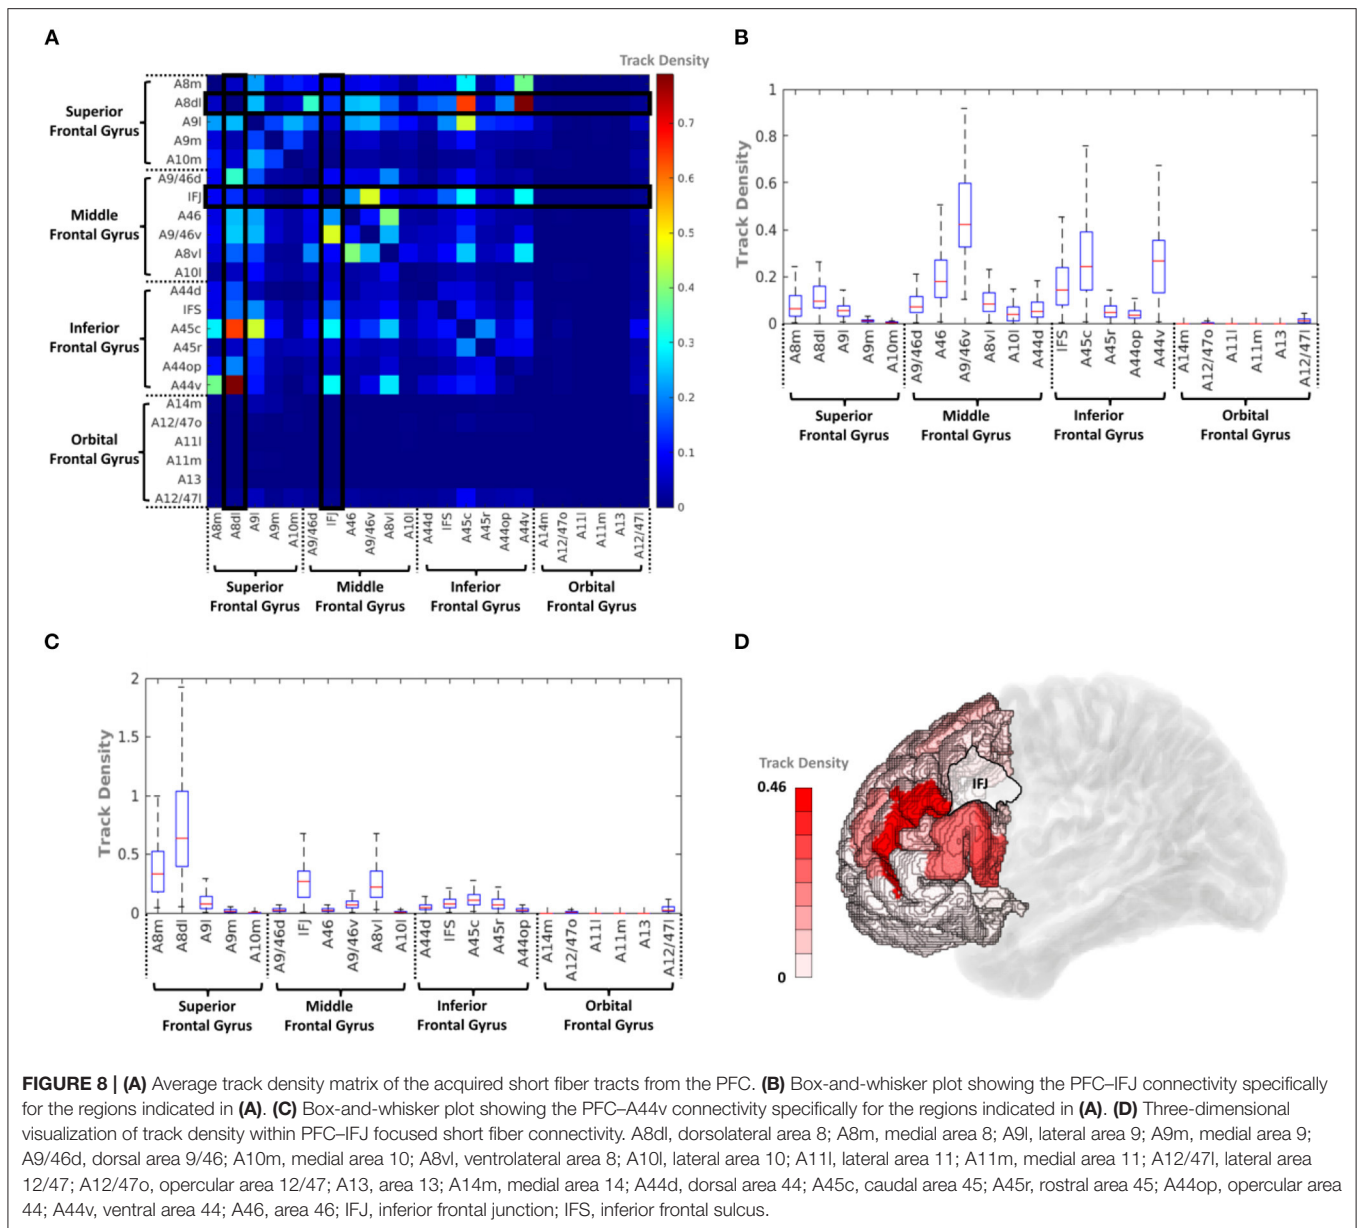 A
Track Density
Superior
Frontal Gyrus
Middle
Frontal Gyrus
Inferior
Frontal Gyrus
Orbital
Frontal Gyrus
A8m
A8dl
A9l
A9m
A10m
A9/46d
IFJ
A46
A9/46v
A8vl
A10l
A44d
IFS
A45c
A45r
A44op
A44v
A14m
A12/47o
A11l
A11m
A13
A12/47l
0.7
0.6
0.5
0.4
0.3
0.2
0.1
0
A8m
A8dl
A9l
A9m
A10m
A9/46d
IFJ
A46
A9/46v
A8vl
A10l
A44d
IFS
A45c
A45r
A44op
A44v
A14m
A12/47o
A11l
A11m
A13
A12/47l
Superior
Frontal Gyrus
Middle
Frontal Gyrus
Inferior
Frontal Gyrus
Orbital
Frontal Gyrus
B
Track Density
1
0.8
0.6
0.4
0.2
0
A8m
A8dl
A9l
A9m
A10m
A9/46d
A46
A9/46v
A8vl
A10l
A44d
IFS
A45c
A45r
A44op
A44v
A14m
A12/47o
A11l
A11m
A13
A12/47l
Superior
Frontal Gyrus
Middle
Frontal Gyrus
Inferior
Frontal Gyrus
Orbital
Frontal Gyrus
C
Track Density
2
1.5
1
0.5
0
A8m
A8dl
A9l
A9m
A10m
A9/46d
IFJ
A46
A9/46v
A8vl
A10l
A44d
IFS
A45c
A45r
A44op
A14m
A12/47o
A11l
A11m
A13
A12/47l
Superior
Frontal Gyrus
Middle
Frontal Gyrus
Inferior
Frontal Gyrus
Orbital
Frontal Gyrus
D
Track Density
0.46
0
IFJ
FIGURE 8 | (A) Average track density matrix of the acquired short fiber tracts from the PFC. (B) Box-and-whisker plot showing the PFC–IFJ connectivity specifically
for the regions indicated in (A). (C) Box-and-whisker plot showing the PFC–A44v connectivity specifically for the regions indicated in (A). (D) Three-dimensional
visualization of track density within PFC–IFJ focused short fiber connectivity. A8dl, dorsolateral area 8; A8m, medial area 8; A9l, lateral area 9; A9m, medial area 9;
A9/46d, dorsal area 9/46; A10m, medial area 10; A8vl, ventrolateral area 8; A10l, lateral area 10; A11l, lateral area 11; A11m, medial area 11; A12/47l, lateral area
12/47; A12/47o, opercular area 12/47; A13, area 13; A14m, medial area 14; A44d, dorsal area 44; A45c, caudal area 45; A45r, rostral area 45; A44op, opercular area
44; A44v, ventral area 44; A46, area 46; IFJ, inferior frontal junction; IFS, inferior frontal sulcus.